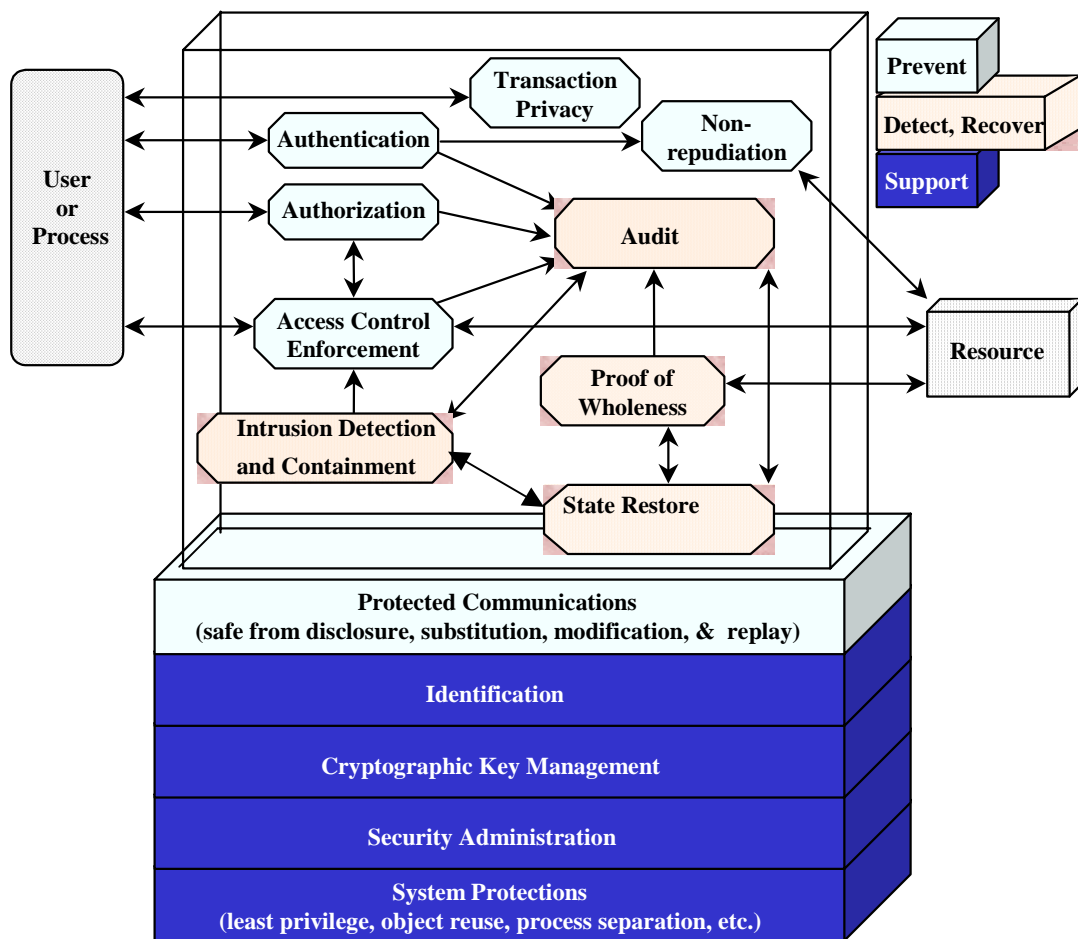 Prevent
Detect, Recover
Support
User
or
Process
Transaction
Privacy
Authentication
Non-
repudiation
Authorization
Audit
Access Control
Enforcement
Proof of
Wholeness
Resource
Intrusion Detection
and Containment
State Restore
Protected Communications
(safe from disclosure, substitution, modification, & replay)
Identification
Cryptographic Key Management
Security Administration
System Protections
(least privilege, object reuse, process separation, etc.)